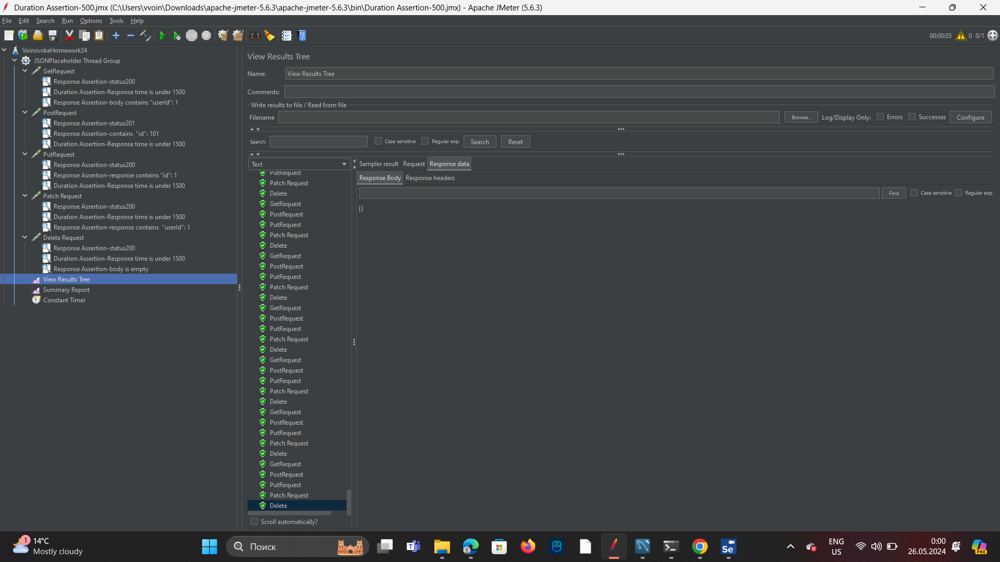 Duration Assertion-500.jmx (C:\Users\vvoin\Downloads\apache-jmeter-5.6.3\apache-jmeter-5.6.3\bin\Duration Assertion-500.jmx) - Apache JMeter (5.6.3)
File Edit Search Run Options Tools Help
00:00:03 0 0/1
VoinovskaHomework24
JSONPlaceholder Thread Group
GetRequest
Response Assertion-status200
Duration Assertion-Response time is under 1500
Response Assertion-body contains "userId": 1
PostRequest
Response Assertion-status201
Response Assertion-contains "id": 101
Duration Assertion-Response time is under 1500
PutRequest
Response Assertion-status200
Response Assertion-response contains "id": 1
Duration Assertion-Response time is under 1500
Patch Request
Response Assertion-status200
Duration Assertion-Response time is under 1500
Response Assertion-response contains "userId": 1
Delete Request
Response Assertion-status200
Duration Assertion-Response time is under 1500
Response Assertion-body is empty
View Results Tree
Summary Report
Constant Timer
View Results Tree
Name: View Results Tree
Comments:
Write results to file / Read from file
Filename Browse... Log/Display Only: Errors Successes Configure
Search: Case sensitive Regular exp. Search Reset
Text
PutRequest
Patch Request
Delete
GetRequest
PostRequest
PutRequest
Patch Request
Delete
GetRequest
PostRequest
PutRequest
Patch Request
Delete
GetRequest
PostRequest
PutRequest
Patch Request
Delete
GetRequest
PostRequest
PutRequest
Patch Request
Delete
GetRequest
PostRequest
PutRequest
Patch Request
Delete
GetRequest
PostRequest
PutRequest
Patch Request
Delete
Scroll automatically?
Sampler result Request Response data
Response Body Response headers
Find Case sensitive Regular exp.
{}
1
14°C
Mostly cloudy
Поиск
Se
ENG
US
0:00
26.05.2024
PRE